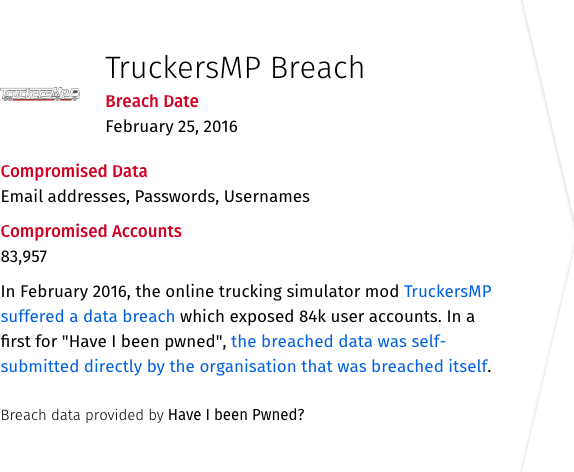 TruckersMP
TruckersMP Breach
Breach Date
February 25, 2016
Compromised Data
Email addresses, Passwords, Usernames
Compromised Accounts
83,957
In February 2016, the online trucking simulator mod TruckersMP
suffered a data breach which exposed 84k user accounts. In a
first for "Have I been pwned", the breached data was self-
submitted directly by the organisation that was breached itself.
Breach data provided by Have I been Pwned?